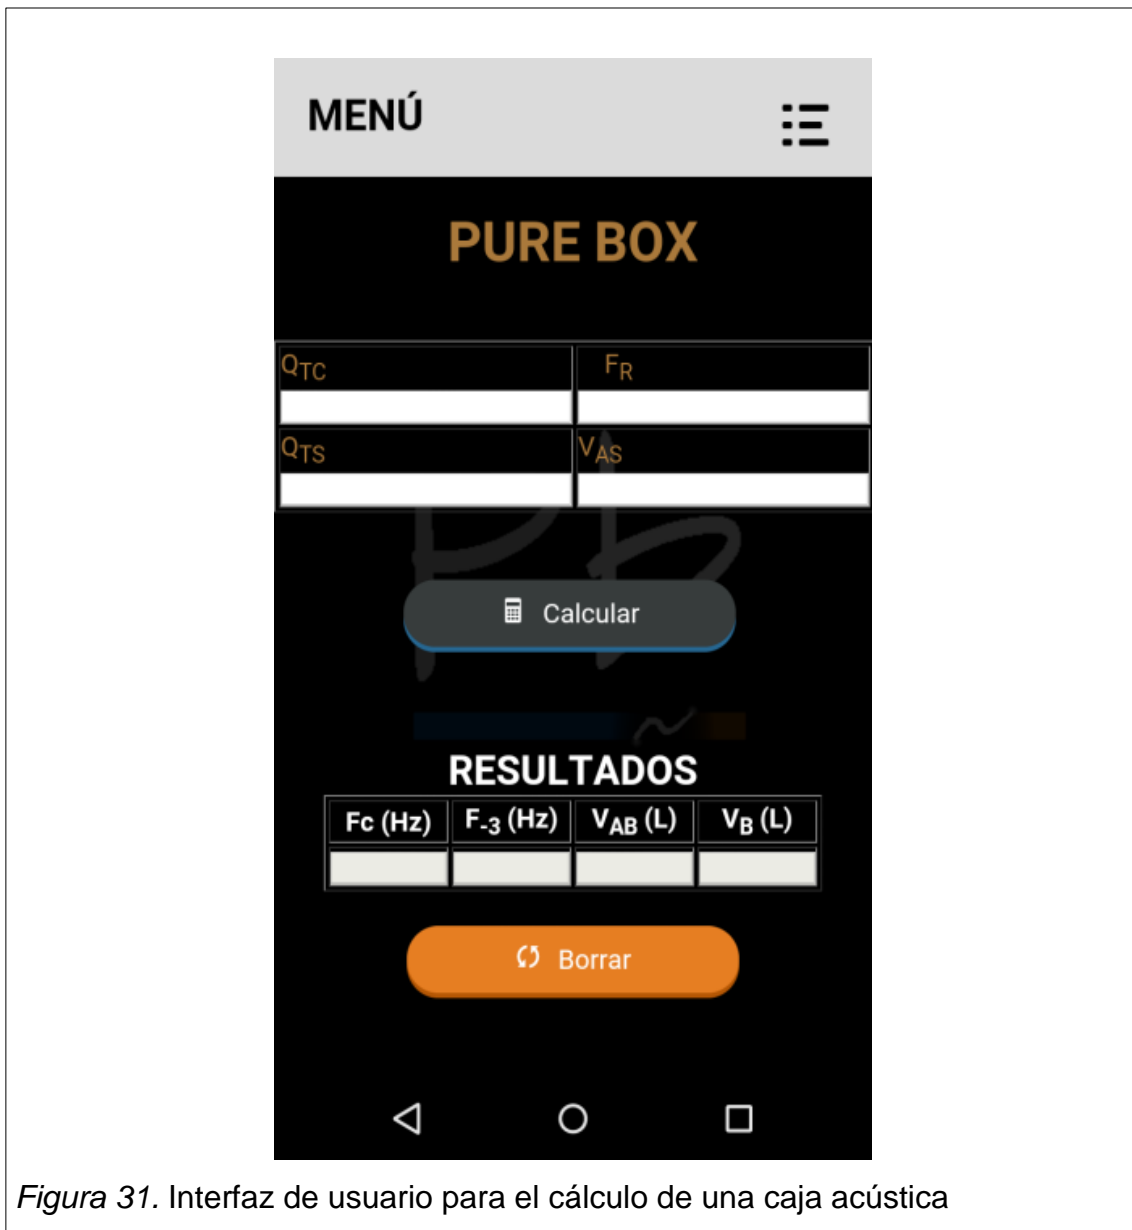 MENÚ
PURE BOX
QTC FR
QTS VAS
Pb
Calcular
RESULTADOS
Fc (Hz) F-3 (Hz) VAB (L) VB (L)
Borrar
Figura 31. Interfaz de usuario para el cálculo de una caja acústica